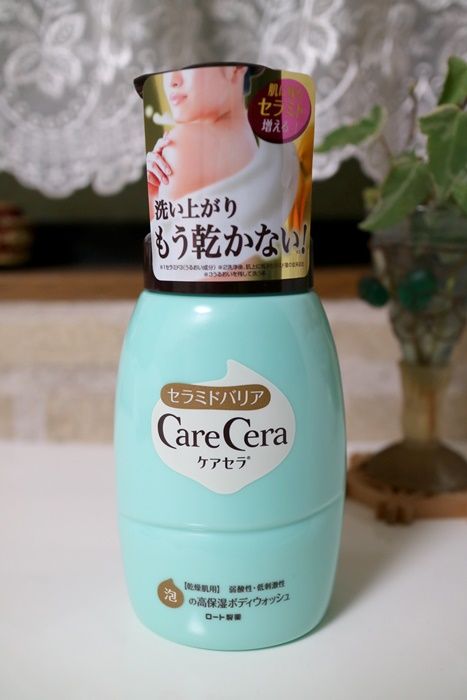 肌に
セラミド
増える
洗い上がり
もう乾かない!
セラミドバリア
CareCera
ケアセラ®
【乾燥肌用】 弱酸性・低刺激性
泡の高保湿ボディウォッシュ
ロート製薬